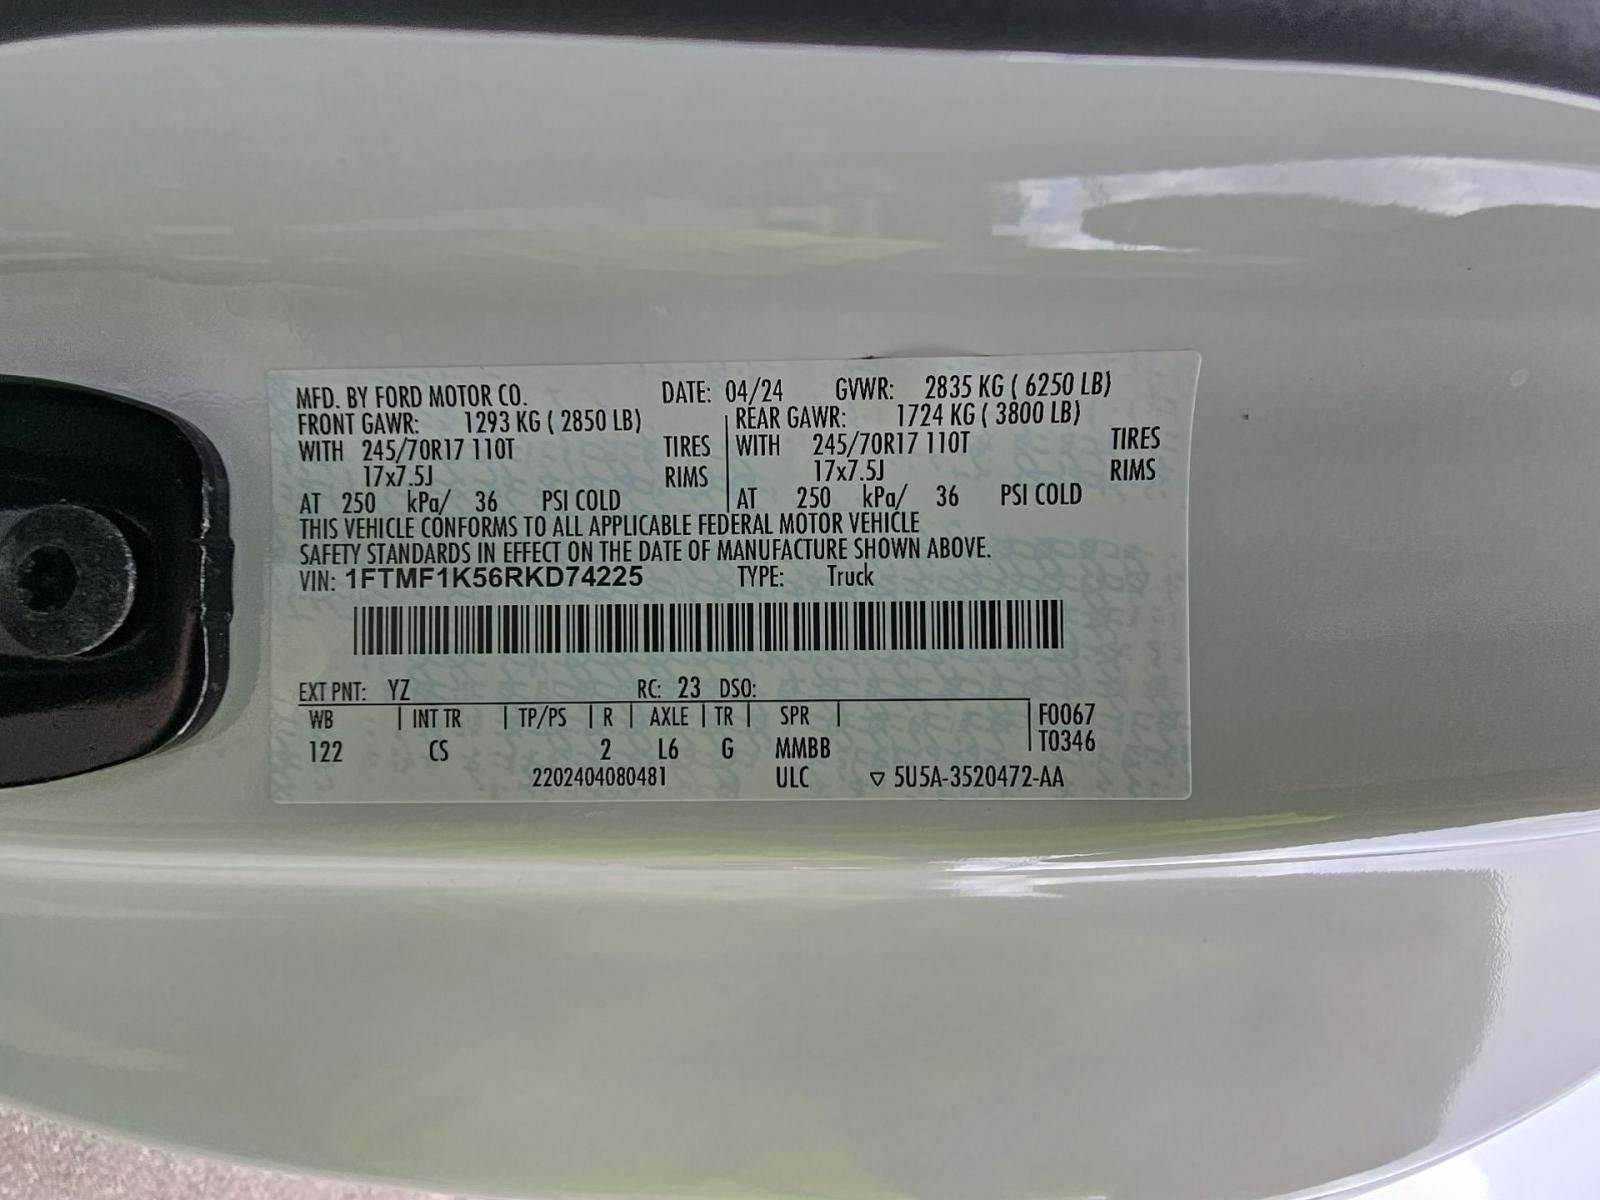 MFD. BY FORD MOTOR CO. DATE: 04/24 GVWR: 2835 KG ( 6250 LB)
FRONT GAWR: 1293 KG ( 2850 LB) REAR GAWR: 1724 KG ( 3800 LB)
WITH 245/70R17 110T TIRES WITH 245/70R17 110T TIRES
17x7.5J RIMS 17x7.5J RIMS
AT 250 kPa/ 36 PSI COLD AT 250 kPa/ 36 PSI COLD
THIS VEHICLE CONFORMS TO ALL APPLICABLE FEDERAL MOTOR VEHICLE
SAFETY STANDARDS IN EFFECT ON THE DATE OF MANUFACTURE SHOWN ABOVE.
VIN: 1FTMF1K56RKD74225 TYPE: Truck
EXT PNT: YZ RC: 23 DSO:
WB INT TR TP/PS R AXLE TR SPR F0067
122 CS 2 L6 G MMBB T0346
2202404080481 ULC ▽ 5U5A-3520472-AA